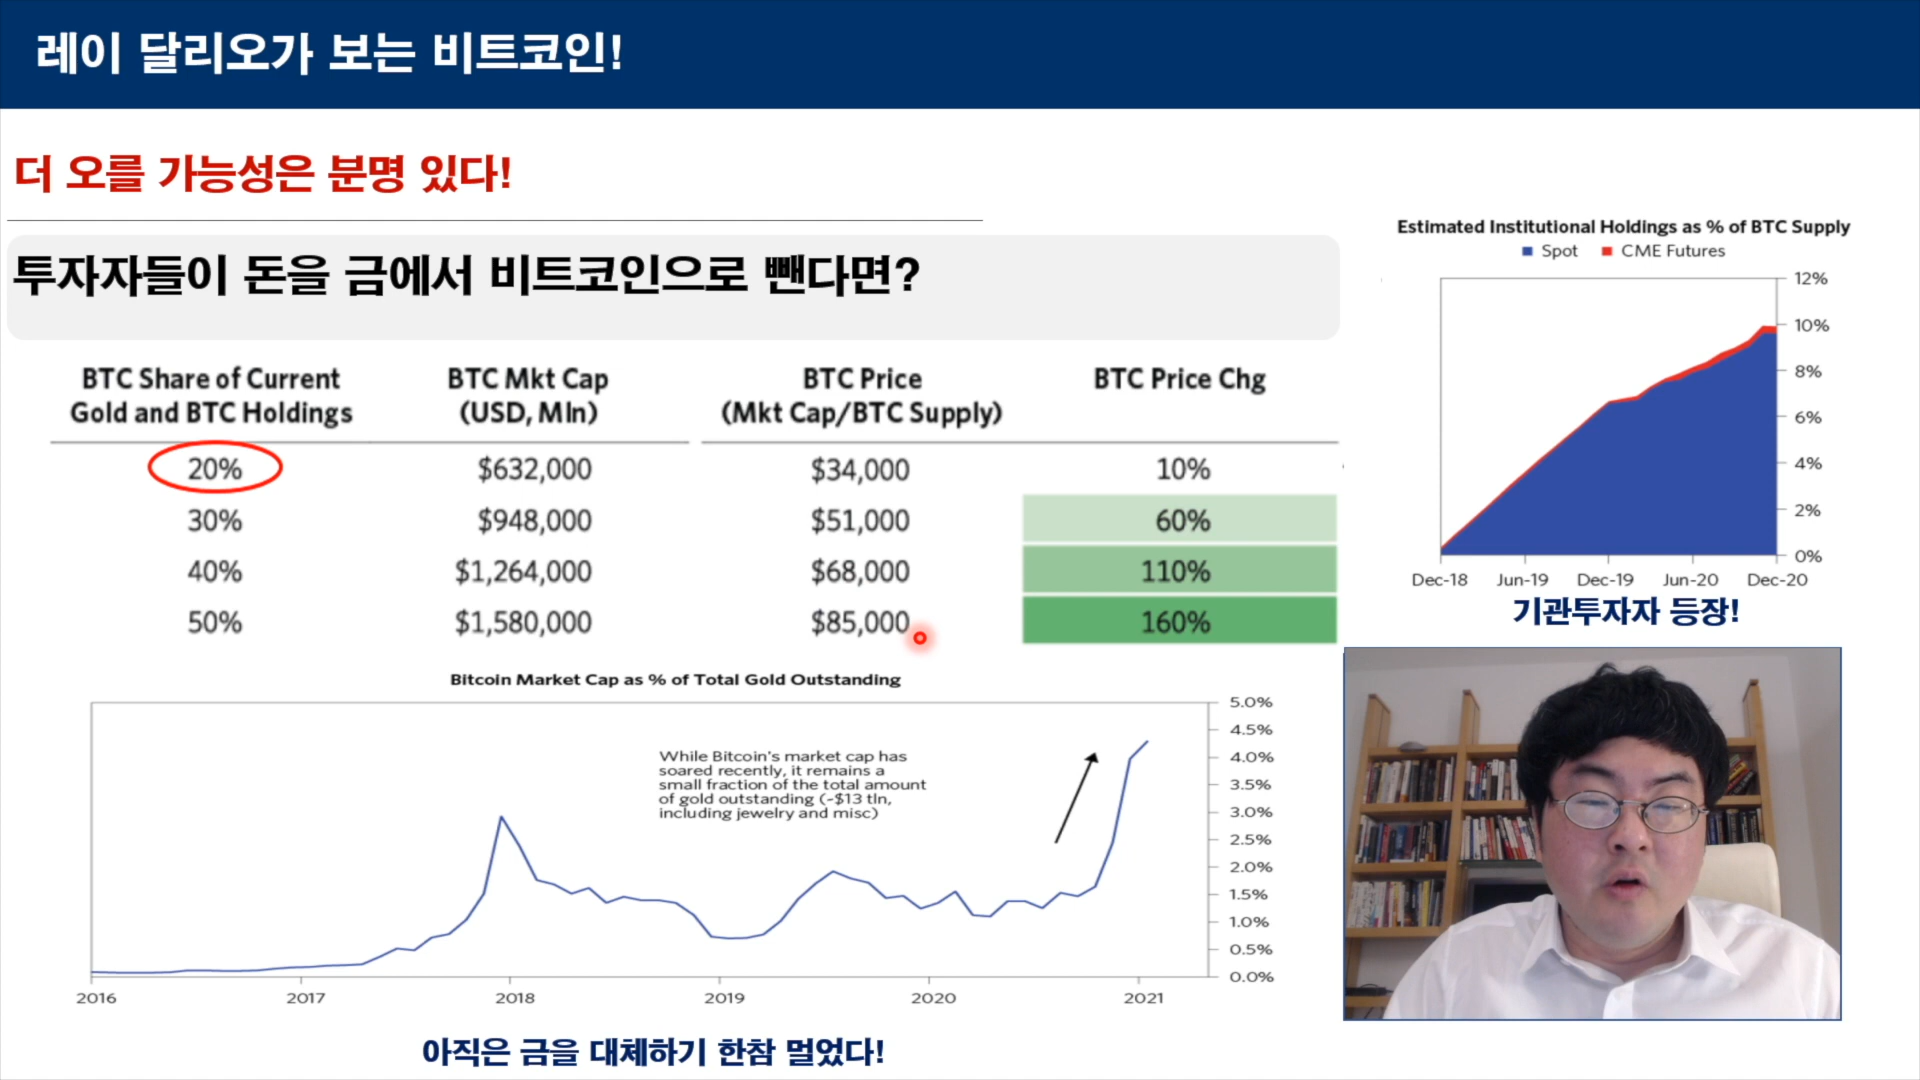 레이 달리오가 보는 비트코인!
더 오를 가능성은 분명 있다!
투자자들이 돈을 금에서 비트코인으로 뺀다면?
BTC Share of Current
Gold and BTC Holdings
BTC Mkt Cap
(USD, Mln)
BTC Price
(Mkt Cap/BTC Supply)
BTC Price Chg
20% $632,000 $34,000 10%
30% $948,000 $51,000 60%
40% $1,264,000 $68,000 110%
50% $1,580,000 $85,000 160%
Estimated Institutional Holdings as % of BTC Supply
Spot CME Futures
12%
10%
8%
6%
4%
2%
0%
Dec-18 Jun-19 Dec-19 Jun-20 Dec-20
기관투자자 등장!
Bitcoin Market Cap as % of Total Gold Outstanding
While Bitcoin's market cap has
soared recently, it remains a
small fraction of the total amount
of gold outstanding (~$13 tln,
including jewelry and misc)
5.0%
4.5%
4.0%
3.5%
3.0%
2.5%
2.0%
1.5%
1.0%
0.5%
0.0%
2016 2017 2018 2019 2020 2021
아직은 금을 대체하기 한참 멀었다!